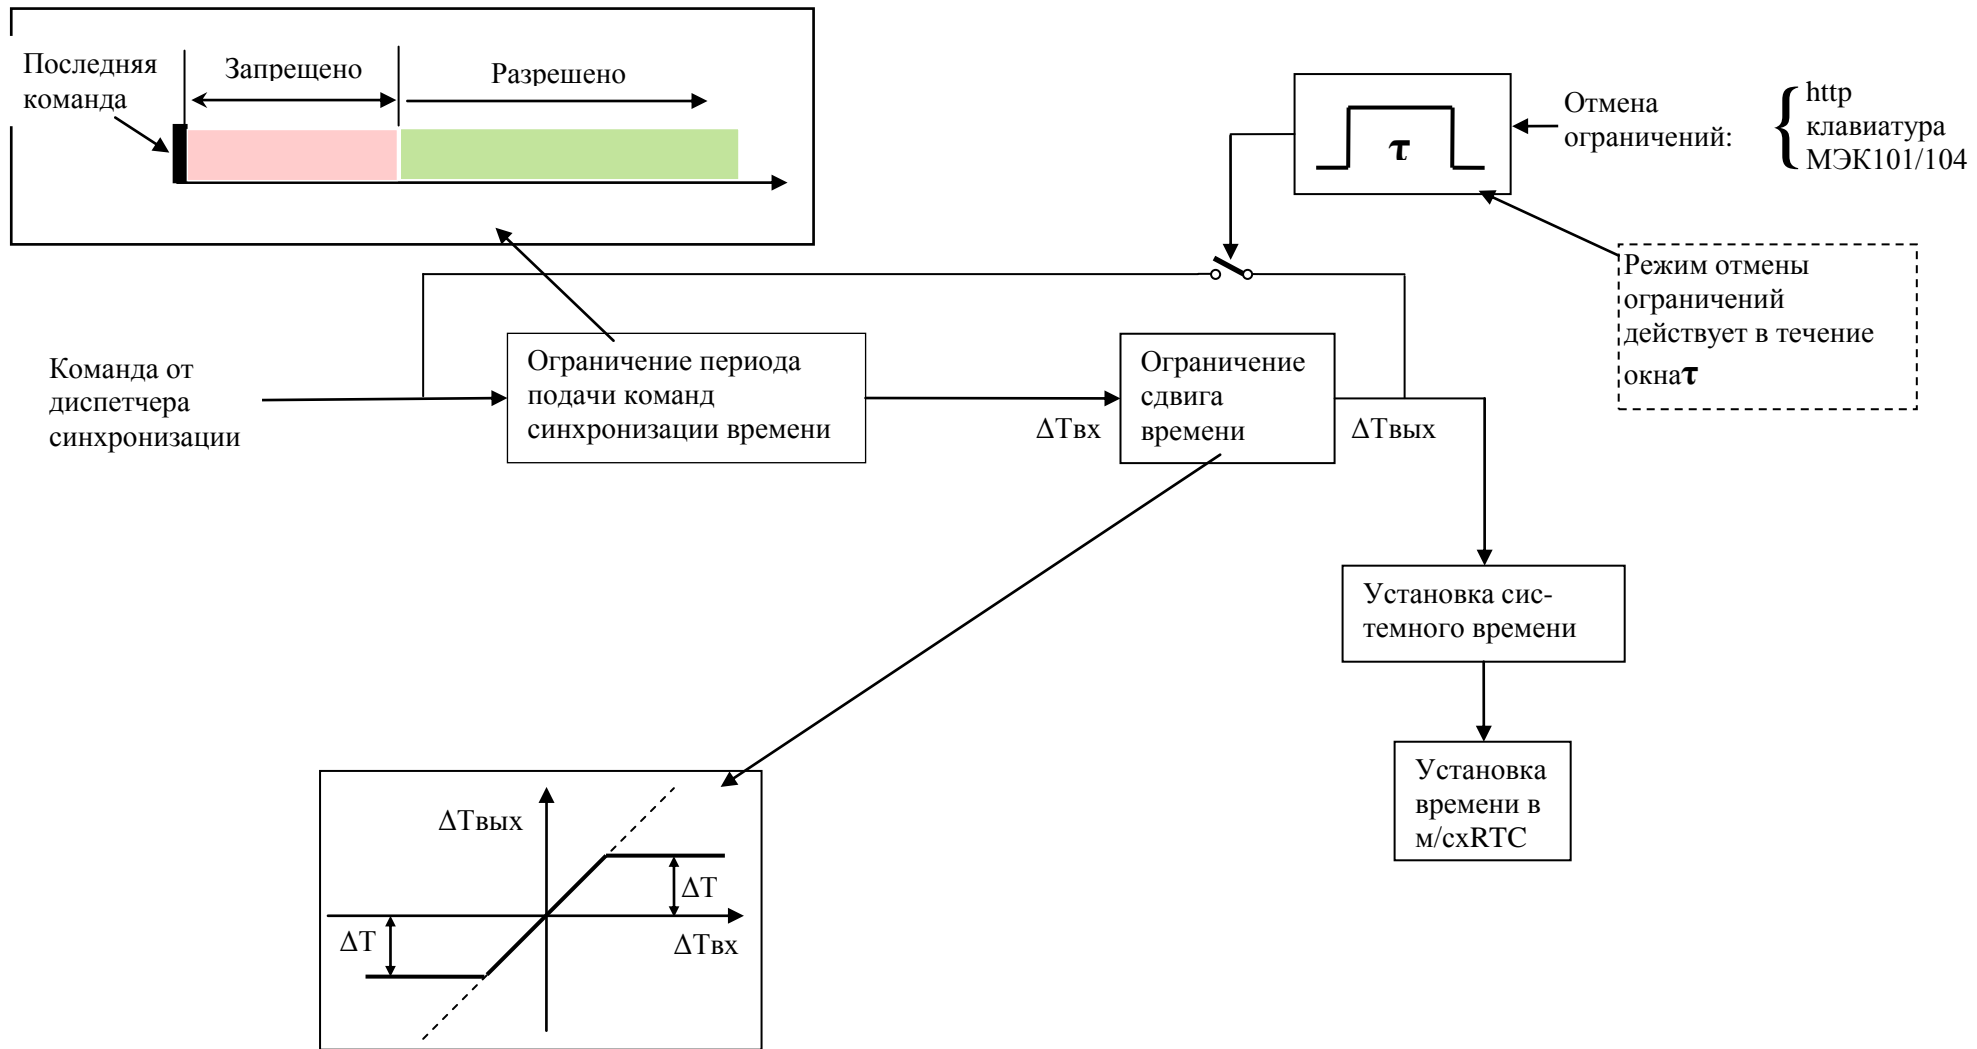 Последняя
команда
Запрещено
Разрешено
Отмена
ограничений:
http
клавиатура
МЭК101/104
τ
Режим отмены
ограничений
действует в течение
окнаτ
Команда от
диспетчера
синхронизации
Ограничение периода
подачи команд
синхронизации времени
ΔTвх
Ограничение
сдвига
времени
ΔTвых
Установка сис-
темного времени
Установка
времени в
м/схRTC
ΔTвых
ΔT
ΔT
ΔTвх